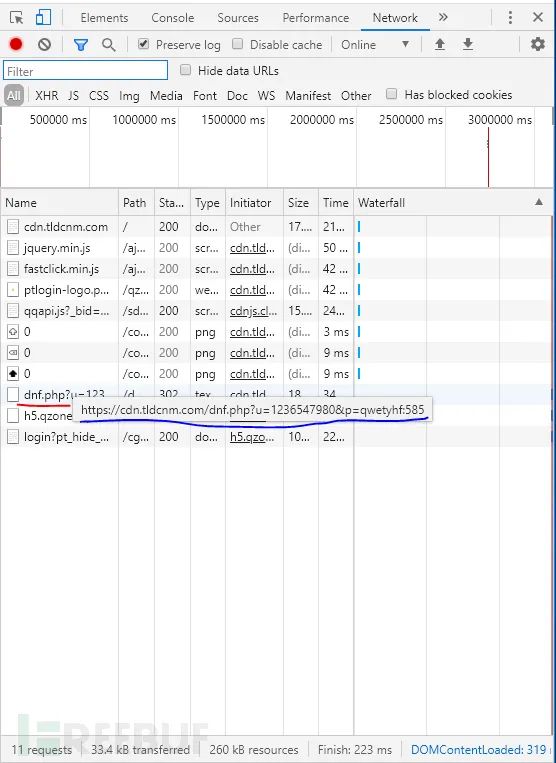 Elements Console Sources Performance Network »
Preserve log Disable cache Online
Filter
Hide data URLs
All XHR JS CSS Img Media Font Doc WS Manifest Other Has blocked cookies
500000 ms 1000000 ms 1500000 ms 2000000 ms 2500000 ms 3000000 ms
Name Path Sta... Type Initiator Size Time Waterfall
cdn.tldcnm.com / 200 do... Other 17.... 21...
jquery.min.js /aj... 200 scr... cdn.tld... (di... 50 ...
fastclick.min.js /aj... 200 scr... cdn.tld... (di... 42 ...
ptlogin-logo.p... /qz... 200 we... cdn.tld... (di... 42 ...
qqapi.js?_bid=... /sd... 200 scr... cdnjs.cl... 15.... 24...
0 /co... 200 png cdn.tld... (di... 3 ms
0 /co... 200 png cdn.tld... (di... 9 ms
0 /co... 200 png cdn.tld... (di... 9 ms
dnf.php?u=123 /d 302 tex cdn.tld 18 34
https://cdn.tldcnm.com/dnf.php?u=1236547980&p=qwetyhf:585
h5.qzone
login?pt_hide_... /cg... 200 do... h5.qzo... 10... 22...
REEBUF
11 requests 33.4 kB transferred 260 kB resources Finish: 223 ms DOMContentLoaded: 319